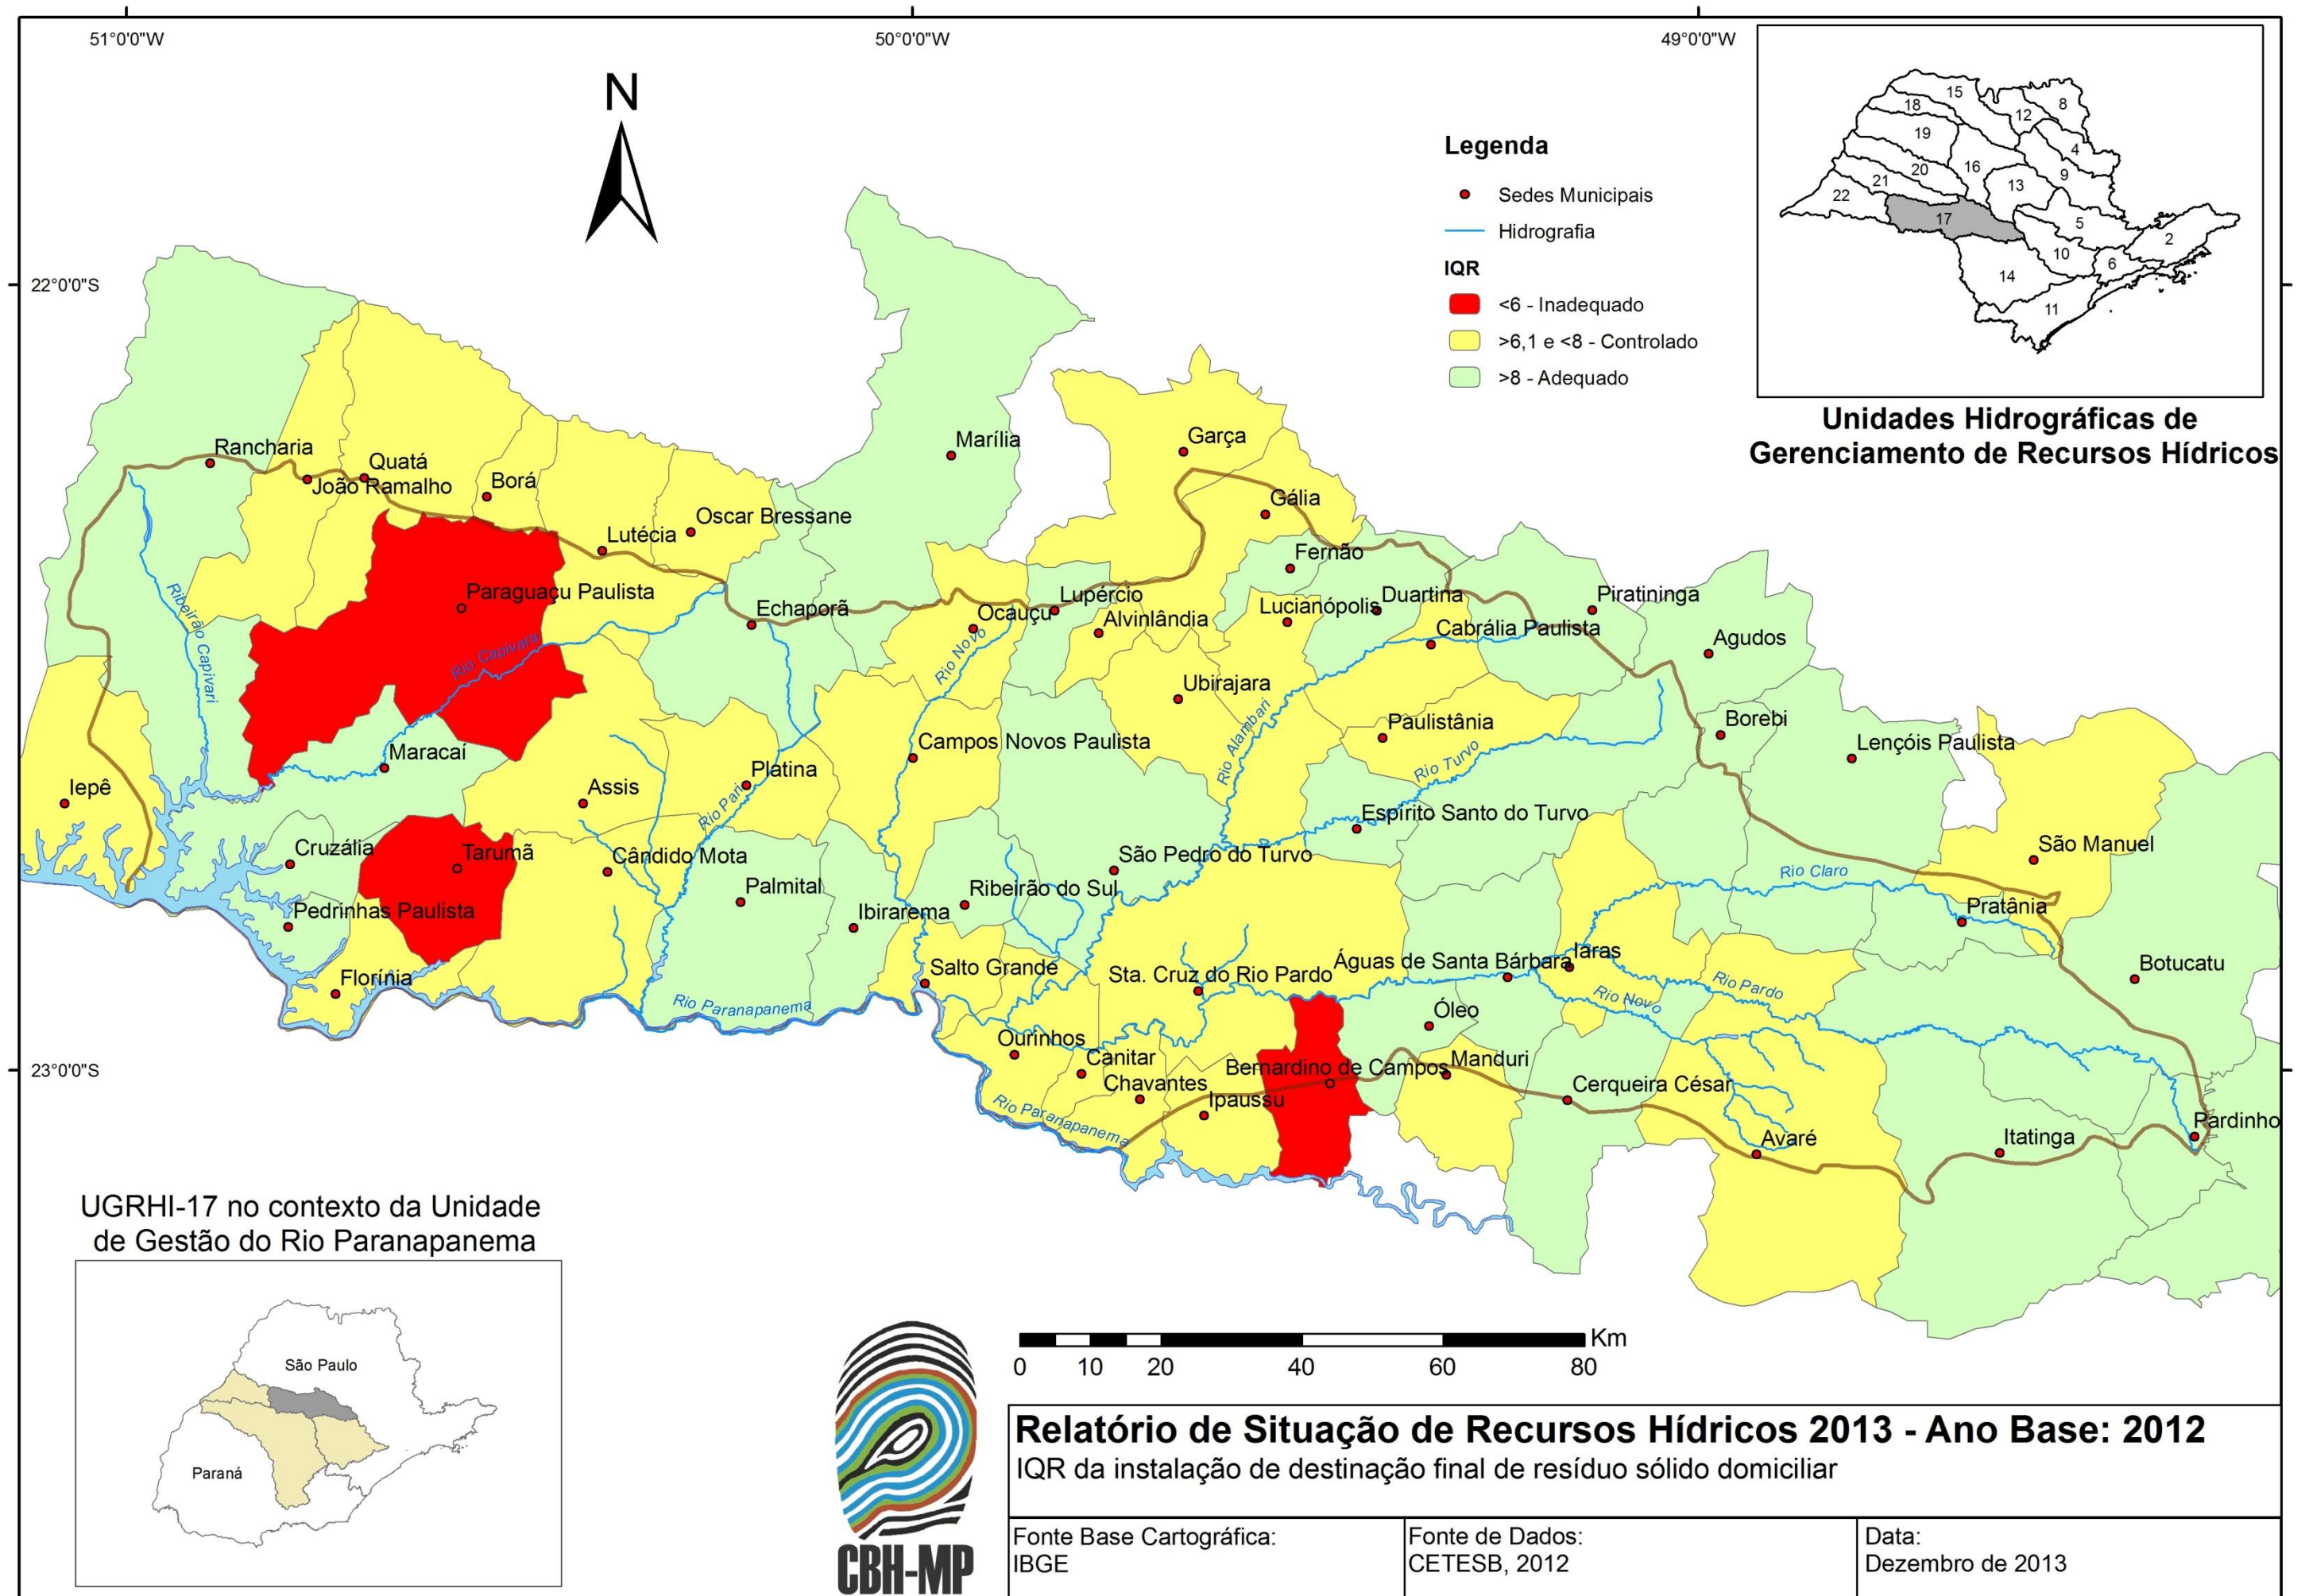 51°0'0"W
50°0'0"W
49°0'0"W
22°0'0"S
23°0'0"S
N
Legenda
Sedes Municipais
Hidrografia
IQR
<6 - Inadequado
>6,1 e <8 - Controlado
>8 - Adequado
15
18
8
12
19
4
16
20
9
21
13
22
17
5
2
10
6
14
11
Unidades Hidrográficas de
Gerenciamento de Recursos Hídricos
Rancharia
Quatá
João Ramalho
Borá
Lutécia
Oscar Bressane
Marília
Garça
Gália
Fernão
Paraguaçu Paulista
Echaporã
Ocauçu
Lupércio
Alvinlândia
Lucianópolis
Duartina
Cabrália Paulista
Piratininga
Agudos
Ribeirão Capivari
Rio Capivara
Rio Novo
Ubirajara
Rio Alambari
Paulistânia
Rio Turvo
Borebi
Lençóis Paulista
Maracaí
Campos Novos Paulista
Iepê
Assis
Platina
Rio Pari
Espírito Santo do Turvo
Cruzália
Tarumã
Cândido Mota
São Pedro do Turvo
São Manuel
Rio Claro
Palmital
Ribeirão do Sul
Ibirarema
Pedrinhas Paulista
Pratânia
Florínia
Salto Grande
Sta. Cruz do Rio Pardo
Águas de Santa Bárbara
Iaras
Botucatu
Rio Pardo
Rio Novo
Rio Paranapanema
Óleo
Ourinhos
Canitar
Chavantes
Bernardino de Campos
Manduri
Ipaussu
Cerqueira César
Rio Paranapanema
Avaré
Itatinga
Pardinho
UGRHI-17 no contexto da Unidade
de Gestão do Rio Paranapanema
São Paulo
Paraná
CBH-MP
Km
0 10 20 40 60 80
Relatório de Situação de Recursos Hídricos 2013 - Ano Base: 2012
IQR da instalação de destinação final de resíduo sólido domiciliar
Fonte Base Cartográfica:
IBGE
Fonte de Dados:
CETESB, 2012
Data:
Dezembro de 2013